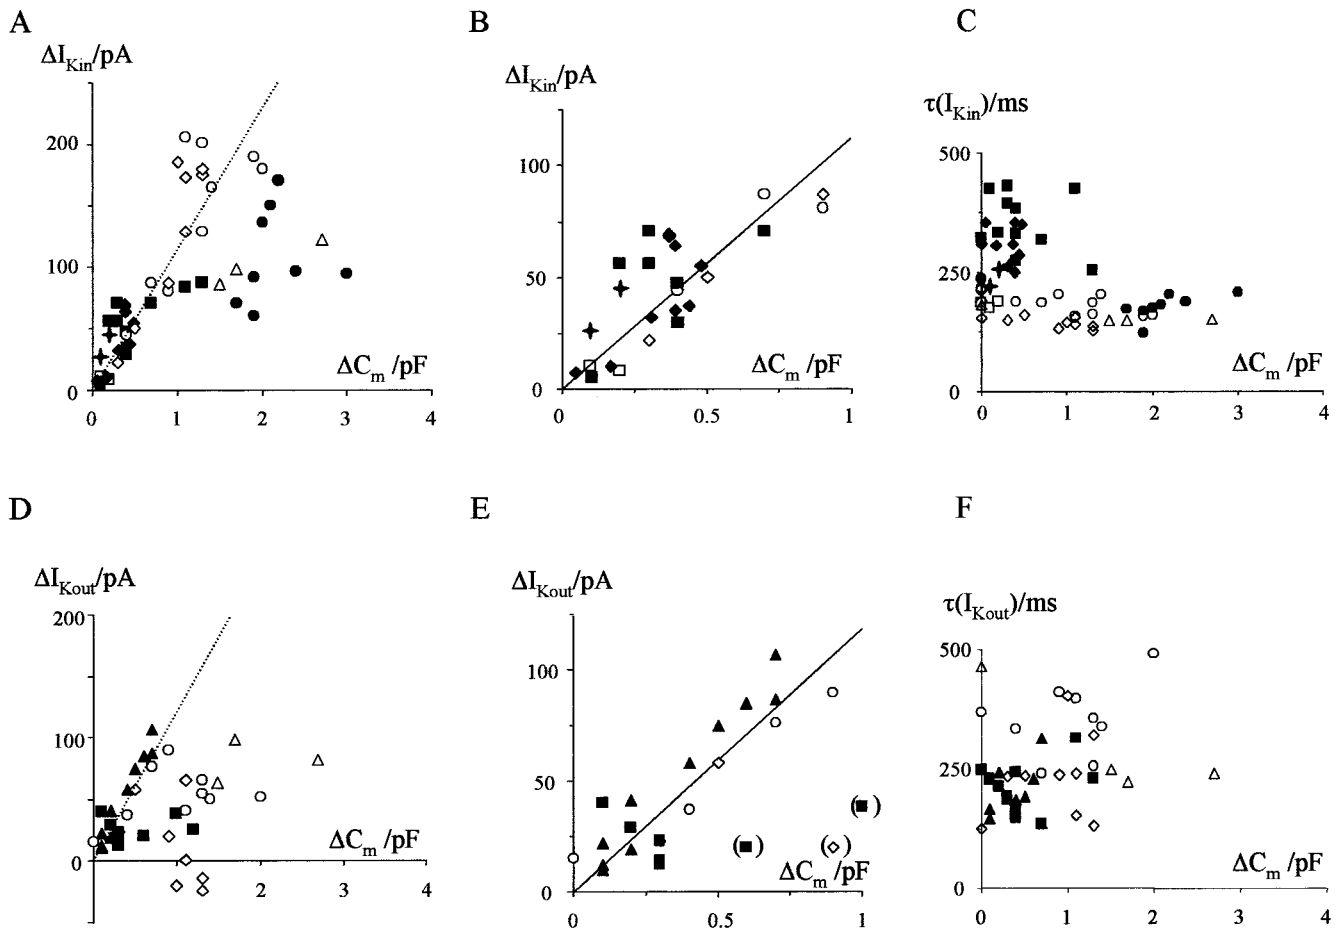 A
B
C
ΔI_Kin/pA
ΔI_Kin/pA
τ(I_Kin)/ms
200
100
0
ΔC_m/pF
0 1 2 3 4
100
50
0
ΔC_m/pF
0 0.5 1
500
250
0
ΔC_m/pF
0 1 2 3 4
D
E
F
ΔI_Kout/pA
ΔI_Kout/pA
τ(I_Kout)/ms
200
100
0
ΔC_m/pF
2 3 4
100
50
0
( )
( ) ( )
ΔC_m/pF
0 0.5 1
500
250
0
ΔC_m/pF
0 1 2 3 4